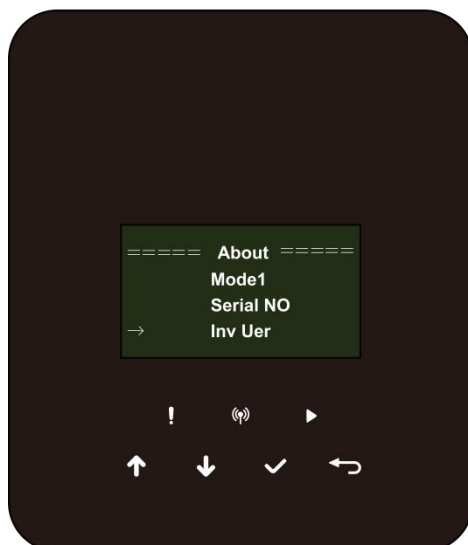 ===== About =====
Mode1
Serial NO
→ Inv Uer